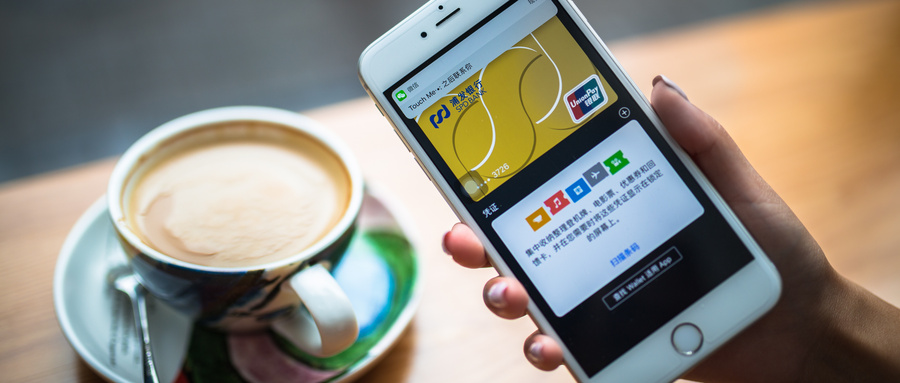 微信
Touch Me•: 之后联系你
浦发银行
SPD BANK
UnionPay
银联
3726
凭证
集中收纳整理登机牌、电影票、优惠券和回
馈卡，并在您需要时将这些凭证显示在锁定
的屏幕上。
扫描条码
查找 Wallet 适用 App